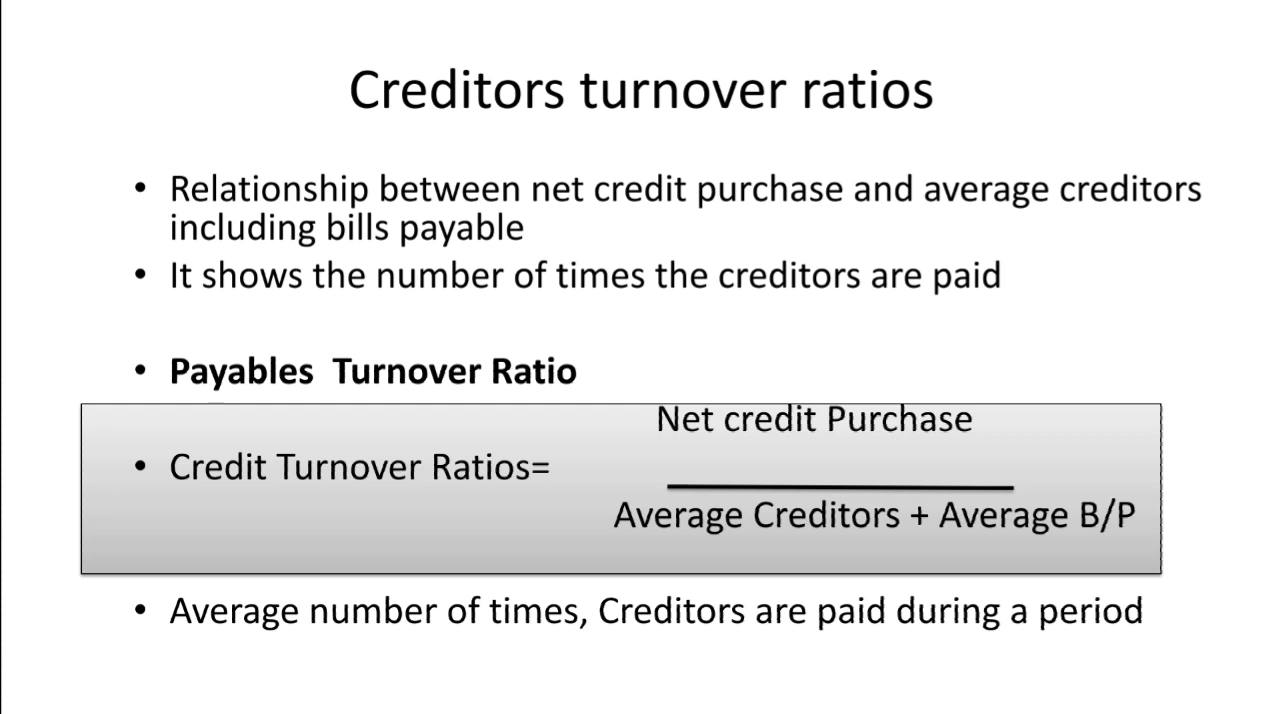 Creditors turnover ratios
• Relationship between net credit purchase and average creditors
including bills payable
• It shows the number of times the creditors are paid
• Payables  Turnover Ratio
Net credit Purchase
• Credit Turnover Ratios=
Average Creditors + Average B/P
• Average number of times, Creditors are paid during a period